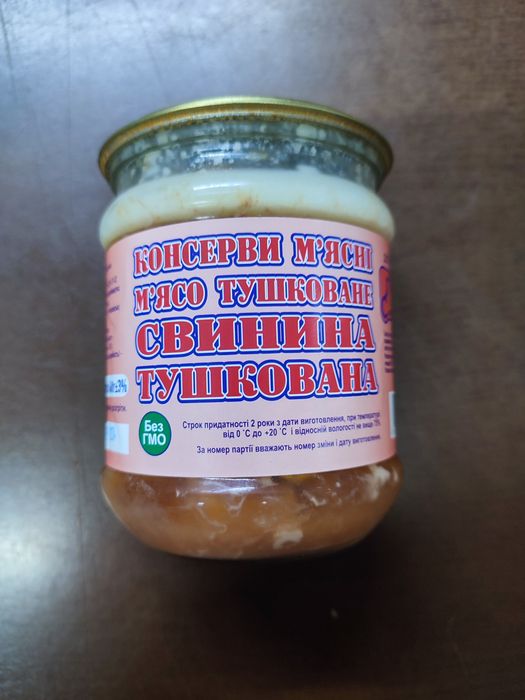 КОНСЕРВИ М'ЯСНІ
М'ЯСО ТУШКОВАНЕ
СВИНИНА
ТУШКОВАНА
Без
ГМО
Строк придатності 2 роки з дати виготовлення, при температурі
від 0 ˚С до +20 ˚С і відносній вологості не вище 75%
За номер партії вважають номер зміни і дату виготовлення.